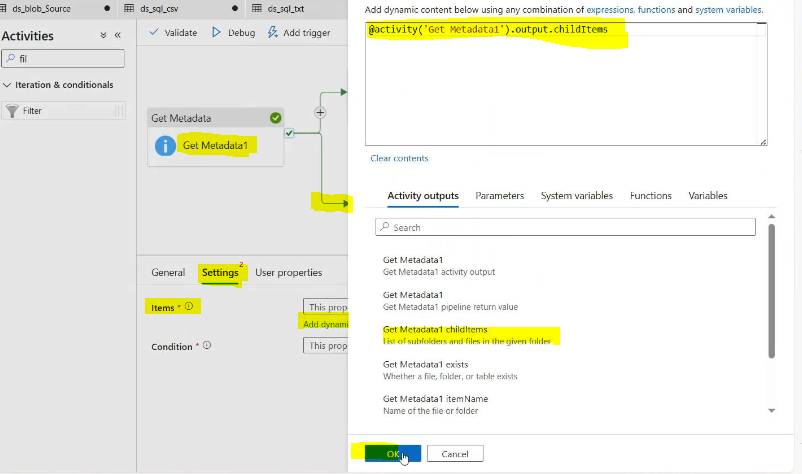 ds_blob_Source
ds_sql_csv
ds_sql_txt
Activities
fil
Iteration & conditionals
Filter
Validate
Debug
Add trigger
Get Metadata
Get Metadata1
General
Settings 2
User properties
Items *
This prop
Add dynami
Condition *
This prop
Add dynamic content below using any combination of expressions, functions and system variables.
@activity('Get Metadata1').output.childItems
Clear contents
Activity outputs
Parameters
System variables
Functions
Variables
Search
Get Metadata1
Get Metadata1 activity output
Get Metadata1
Get Metadata1 pipeline return value
Get Metadata1 childItems
List of subfolders and files in the given folder
Get Metadata1 exists
Whether a file, folder, or table exists
Get Metadata1 itemName
Name of the file or folder
OK
Cancel